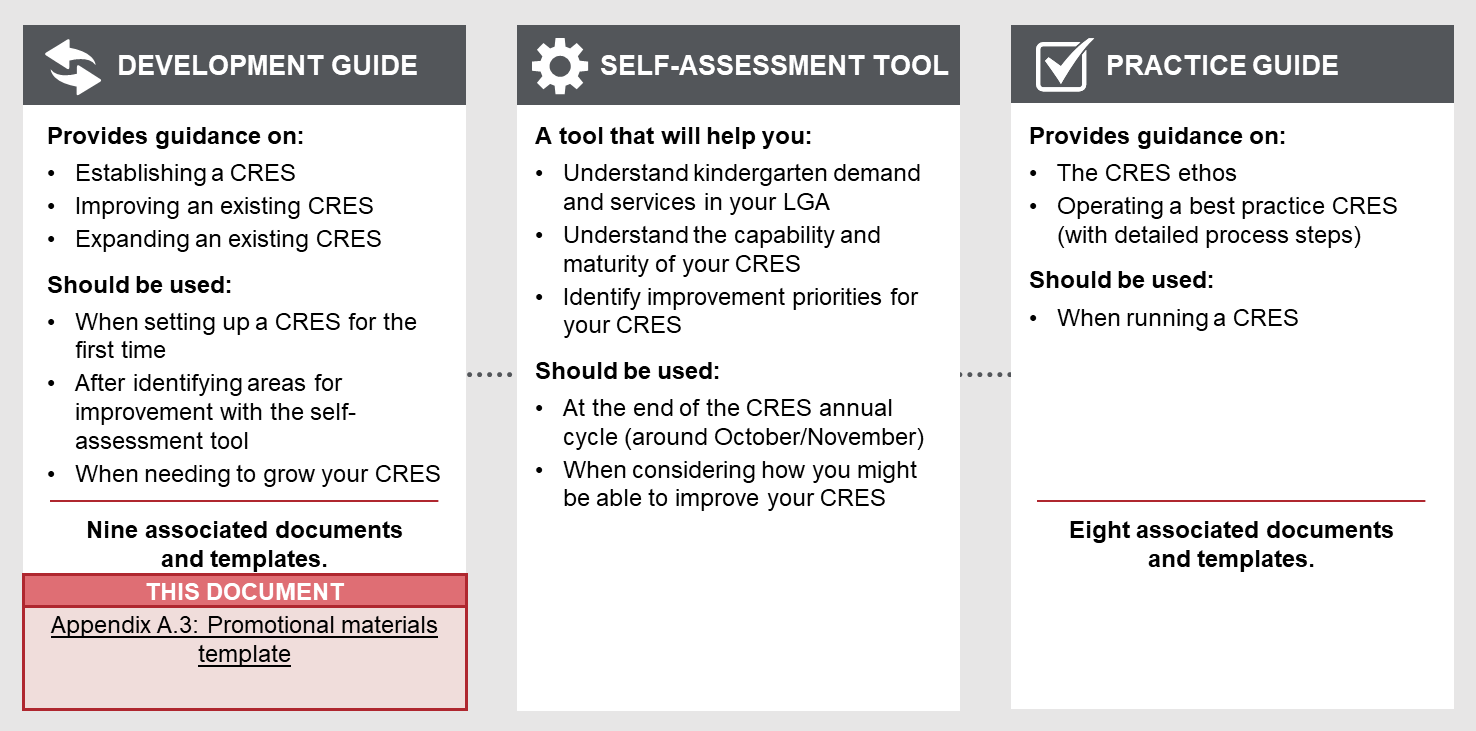 DEVELOPMENT GUIDE
Provides guidance on:
• Establishing a CRES
• Improving an existing CRES
• Expanding an existing CRES
Should be used:
• When setting up a CRES for the
first time
• After identifying areas for
improvement with the self-
assessment tool
• When needing to grow your CRES
Nine associated documents
and templates.
THIS DOCUMENT
Appendix A.3: Promotional materials
template
SELF-ASSESSMENT TOOL
A tool that will help you:
• Understand kindergarten demand
and services in your LGA
• Understand the capability and
maturity of your CRES
• Identify improvement priorities for
your CRES
Should be used:
• At the end of the CRES annual
cycle (around October/November)
• When considering how you might
be able to improve your CRES
PRACTICE GUIDE
Provides guidance on:
• The CRES ethos
• Operating a best practice CRES
(with detailed process steps)
Should be used:
• When running a CRES
Eight associated documents
and templates.